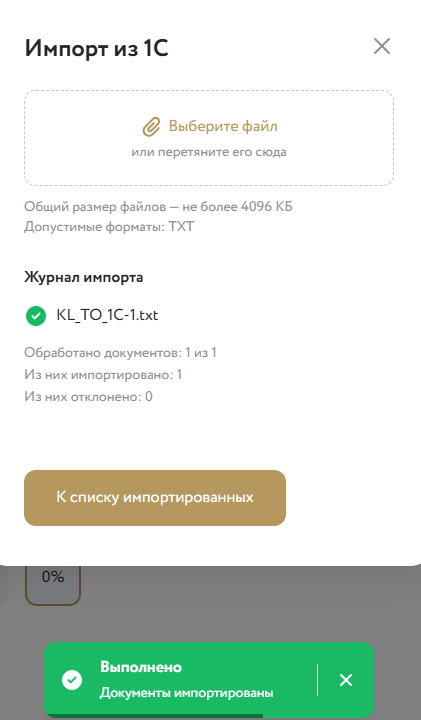 Импорт из 1С
Выберите файл
или перетяните его сюда
Общий размер файлов — не более 4096 КБ
Допустимые форматы: TXT
Журнал импорта
KL_TO_1C-1.txt
Обработано документов: 1 из 1
Из них импортировано: 1
Из них отклонено: 0
К списку импортированных
0%
Выполнено
Документы импортированы